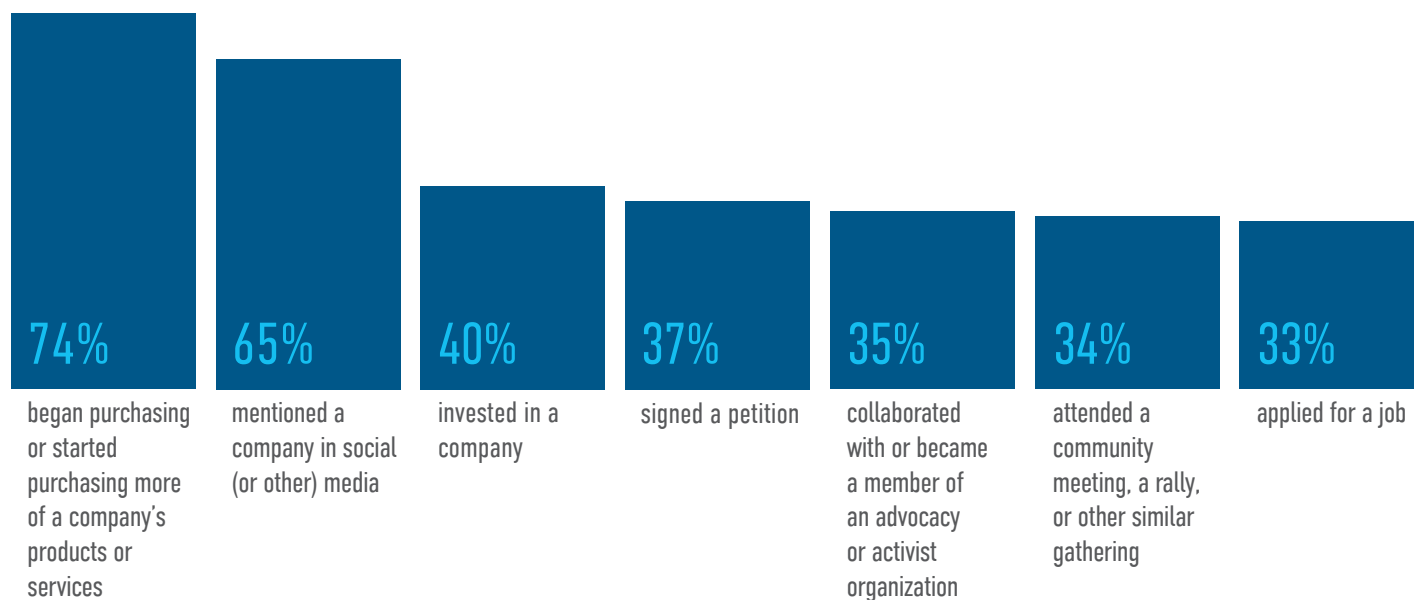 74%
began purchasing
or started
purchasing more
of a company's
products or
services
65%
mentioned a
company in social
(or other) media
40%
invested in a
company
37%
signed a petition
35%
collaborated
with or became
a member of
an advocacy
or activist
organization
34%
attended a
community
meeting, a rally,
or other similar
gathering
33%
applied for a job